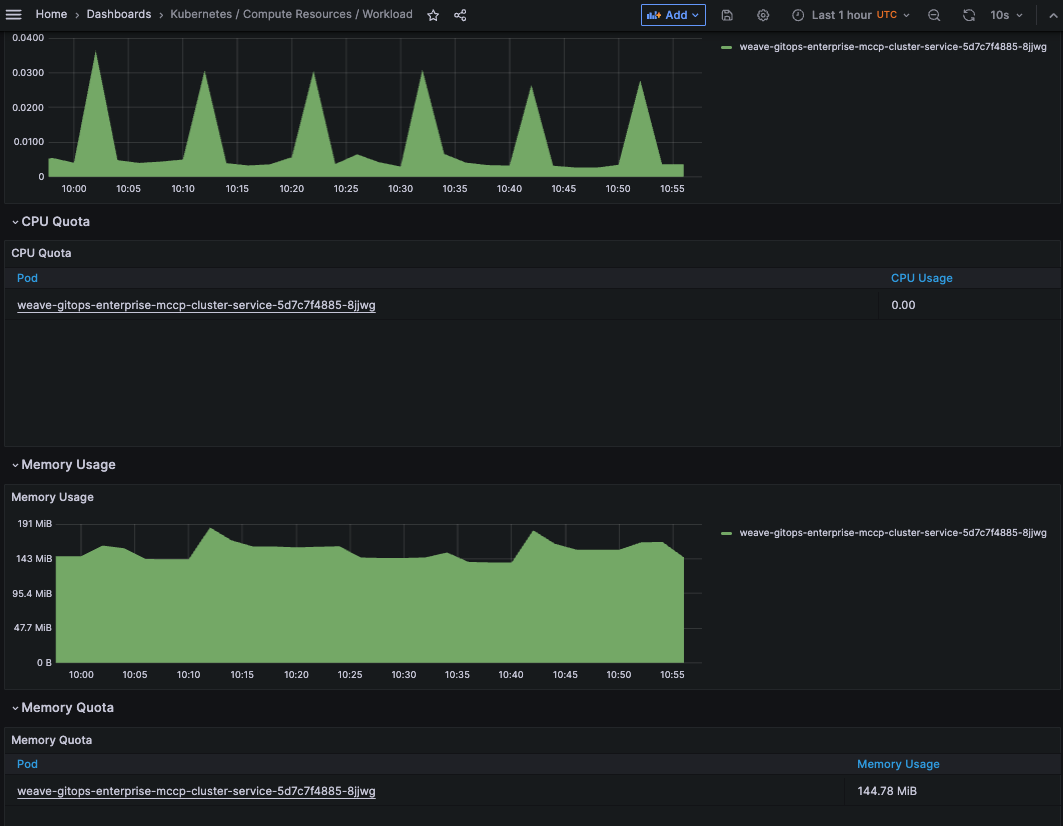 Home › Dashboards › Kubernetes / Compute Resources / Workload Add Last 1 hour UTC 10s
0.0400
0.0300
0.0200
0.0100
0
10:00 10:05 10:10 10:15 10:20 10:25 10:30 10:35 10:40 10:45 10:50 10:55
weave-gitops-enterprise-mccp-cluster-service-5d7c7f4885-8jjwg
CPU Quota
CPU Quota
Pod CPU Usage
weave-gitops-enterprise-mccp-cluster-service-5d7c7f4885-8jjwg 0.00
Memory Usage
Memory Usage
191 MiB
143 MiB
95.4 MiB
47.7 MiB
0 B
10:00 10:05 10:10 10:15 10:20 10:25 10:30 10:35 10:40 10:45 10:50 10:55
weave-gitops-enterprise-mccp-cluster-service-5d7c7f4885-8jjwg
Memory Quota
Memory Quota
Pod Memory Usage
weave-gitops-enterprise-mccp-cluster-service-5d7c7f4885-8jjwg 144.78 MiB